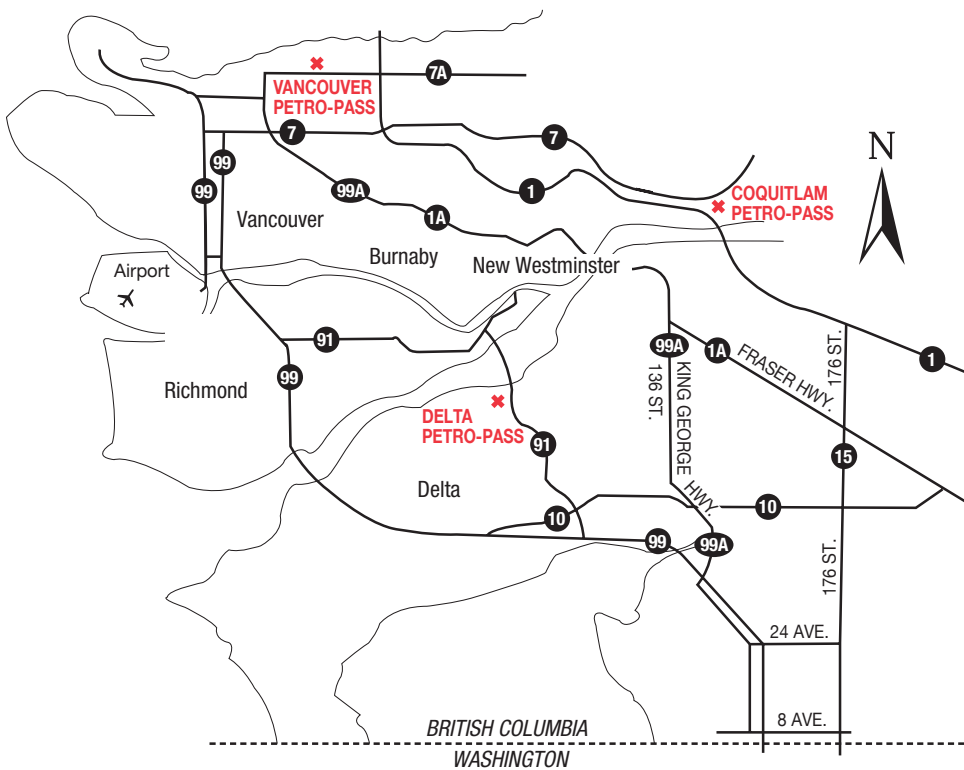 7A
VANCOUVER
PETRO-PASS
7
7
99
99
99A
1
COQUITLAM
PETRO-PASS
N
Vancouver
1A
Burnaby
New Westminster
Airport
91
99A
1A
FRASER HWY.
176 ST.
1
Richmond
99
136 ST.
KING GEORGE HWY.
DELTA
PETRO-PASS
91
15
Delta
10
10
99
99A
176 ST.
24 AVE.
8 AVE.
BRITISH COLUMBIA
WASHINGTON